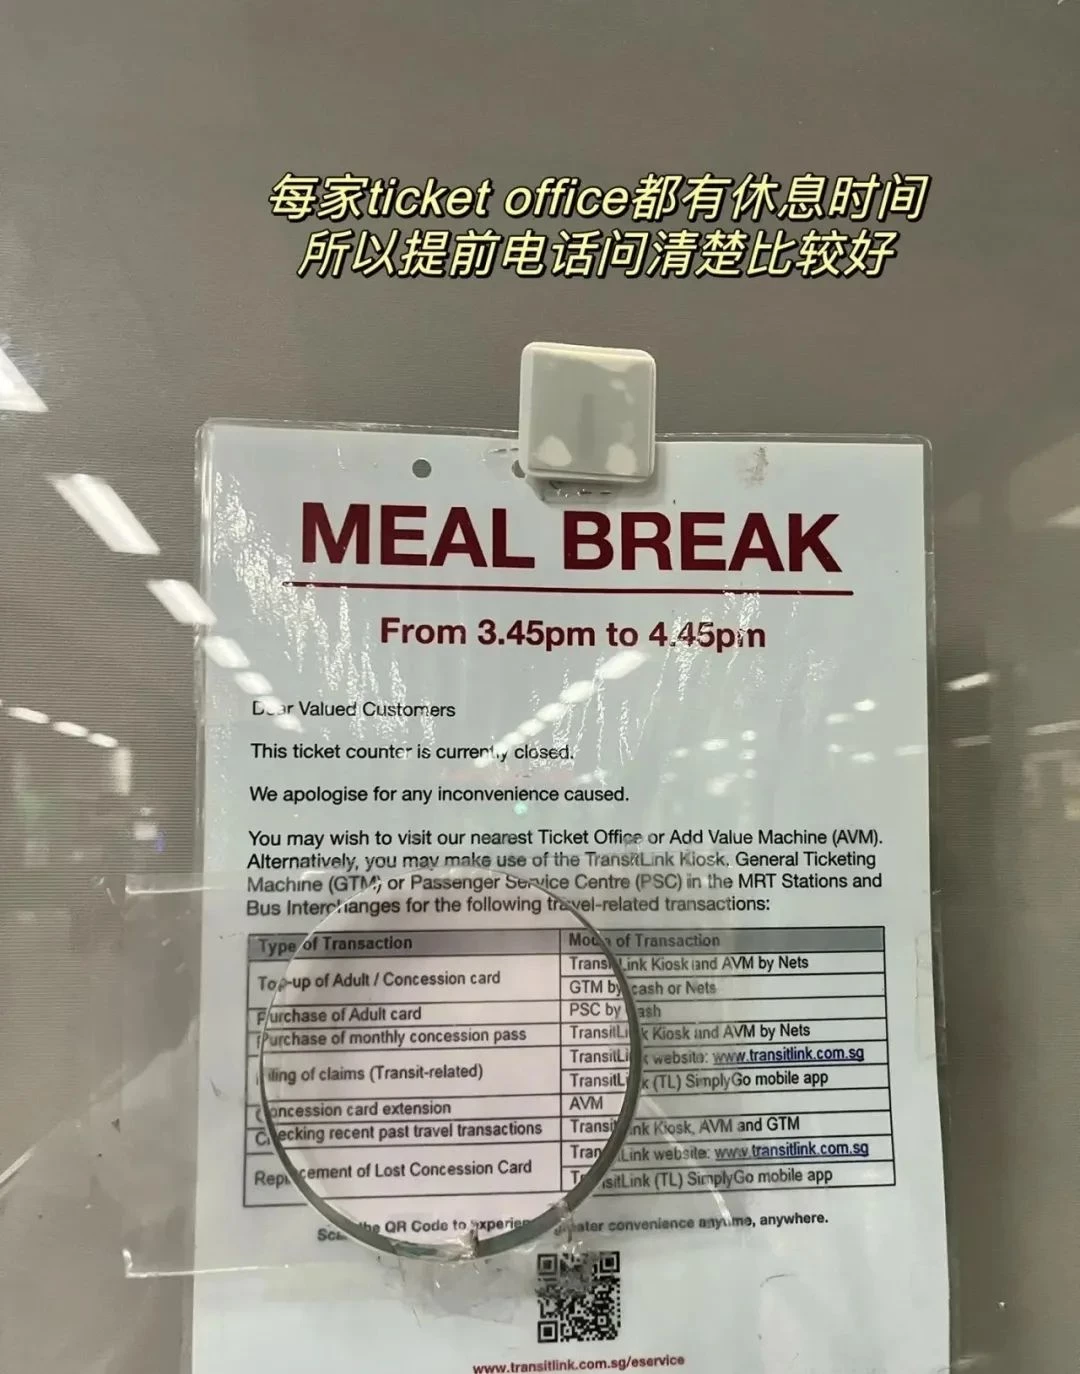 每家ticket office都有休息时间
所以提前电话问清楚比较好
MEAL BREAK
From 3.45pm to 4.45pm
Dear Valued Customers
This ticket counter is currently closed.
We apologise for any inconvenience caused.
You may wish to visit our nearest Ticket Office or Add Value Machine (AVM).
Alternatively, you may make use of the TransitLink Kiosk, General Ticketing
Machine (GTM) or Passenger Service Centre (PSC) in the MRT Stations and
Bus Interchanges for the following travel-related transactions:
Type of Transaction Mode of Transaction
Top-up of Adult / Concession card
TransitLink Kiosk and AVM by Nets
GTM by cash or Nets
Purchase of Adult card PSC by cash
Purchase of monthly concession pass TransitLink Kiosk and AVM by Nets
Filing of claims (Transit-related)
TransitLink website: www.transitlink.com.sg
TransitLink (TL) SimplyGo mobile app
Concession card extension AVM
Checking recent past travel transactions TransitLink Kiosk, AVM and GTM
Replacement of Lost Concession Card
TransitLink website: www.transitlink.com.sg
TransitLink (TL) SimplyGo mobile app
Scan the QR Code to experience greater convenience anytime, anywhere.
www.transitlink.com.sg/eservice